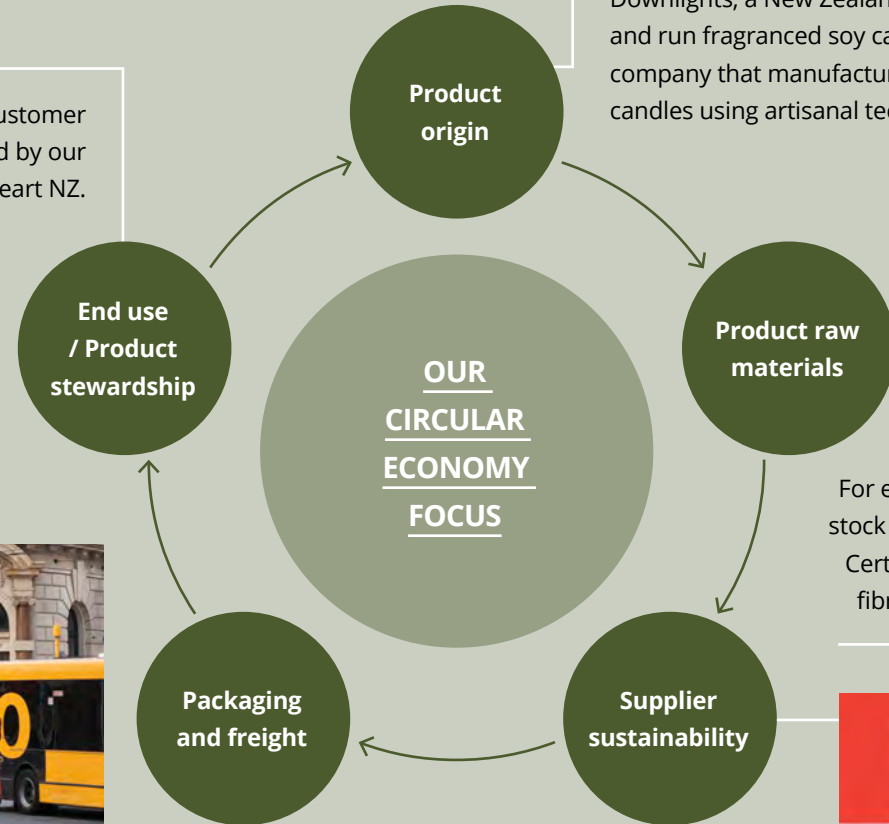 Downlights, a New Zealan
and run fragranced soy ca
company that manufactu
candles using artisanal te
Product
origin
ustomer
d by our
eart NZ.
End use
/ Product
stewardship
Product raw
materials
OUR
CIRCULAR
ECONOMY
FOCUS
For e
stock
Cert
fibr
Packaging
and freight
Supplier
sustainability